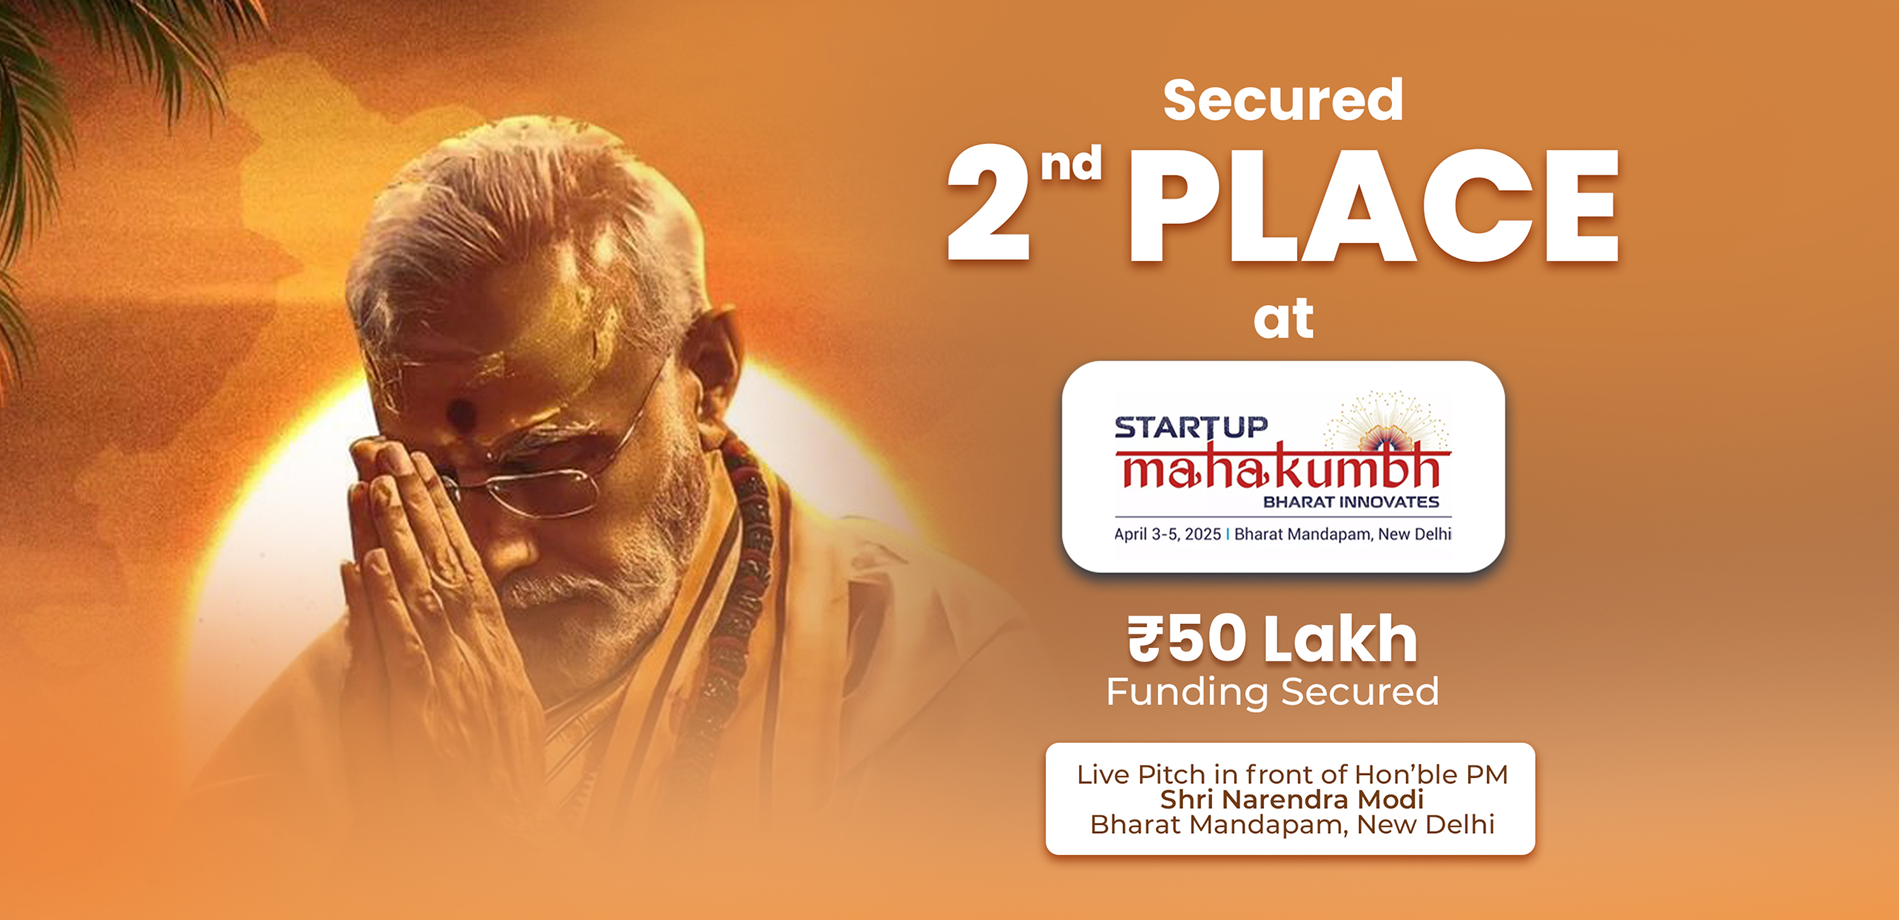 Secured
2nd PLACE
at
STARTUP
mahakumbh
BHARAT INNOVATES
April 3-5, 2025 | Bharat Mandapam, New Delhi
₹50 Lakh
Funding Secured
Live Pitch in front of Hon'ble PM
Shri Narendra Modi
Bharat Mandapam, New Delhi